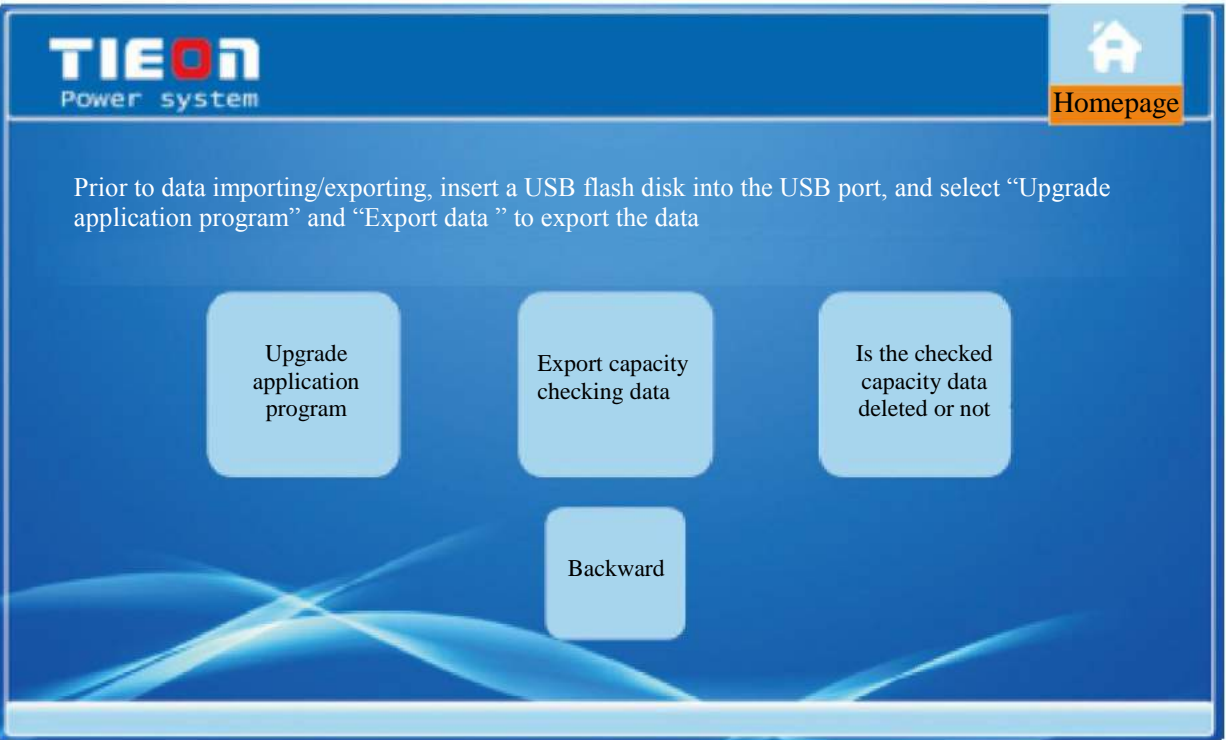 TIEON
Power system
Homepage
Prior to data importing/exporting, insert a USB flash disk into the USB port, and select “Upgrade
application program” and “Export data ” to export the data
Upgrade
application
program
Export capacity
checking data
Is the checked
capacity data
deleted or not
Backward